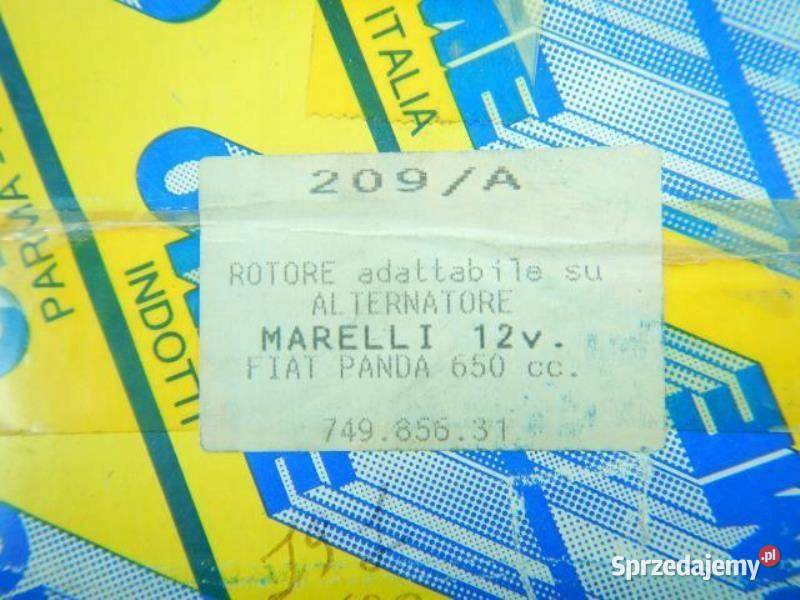 209/A
ROTORE adattabile su
ALTERNATORE
MARELLI 12v.
FIAT PANDA 650 cc.
749.856.31
ITALIA
PARMA
INDOTTI
Sprzedajemy.pl